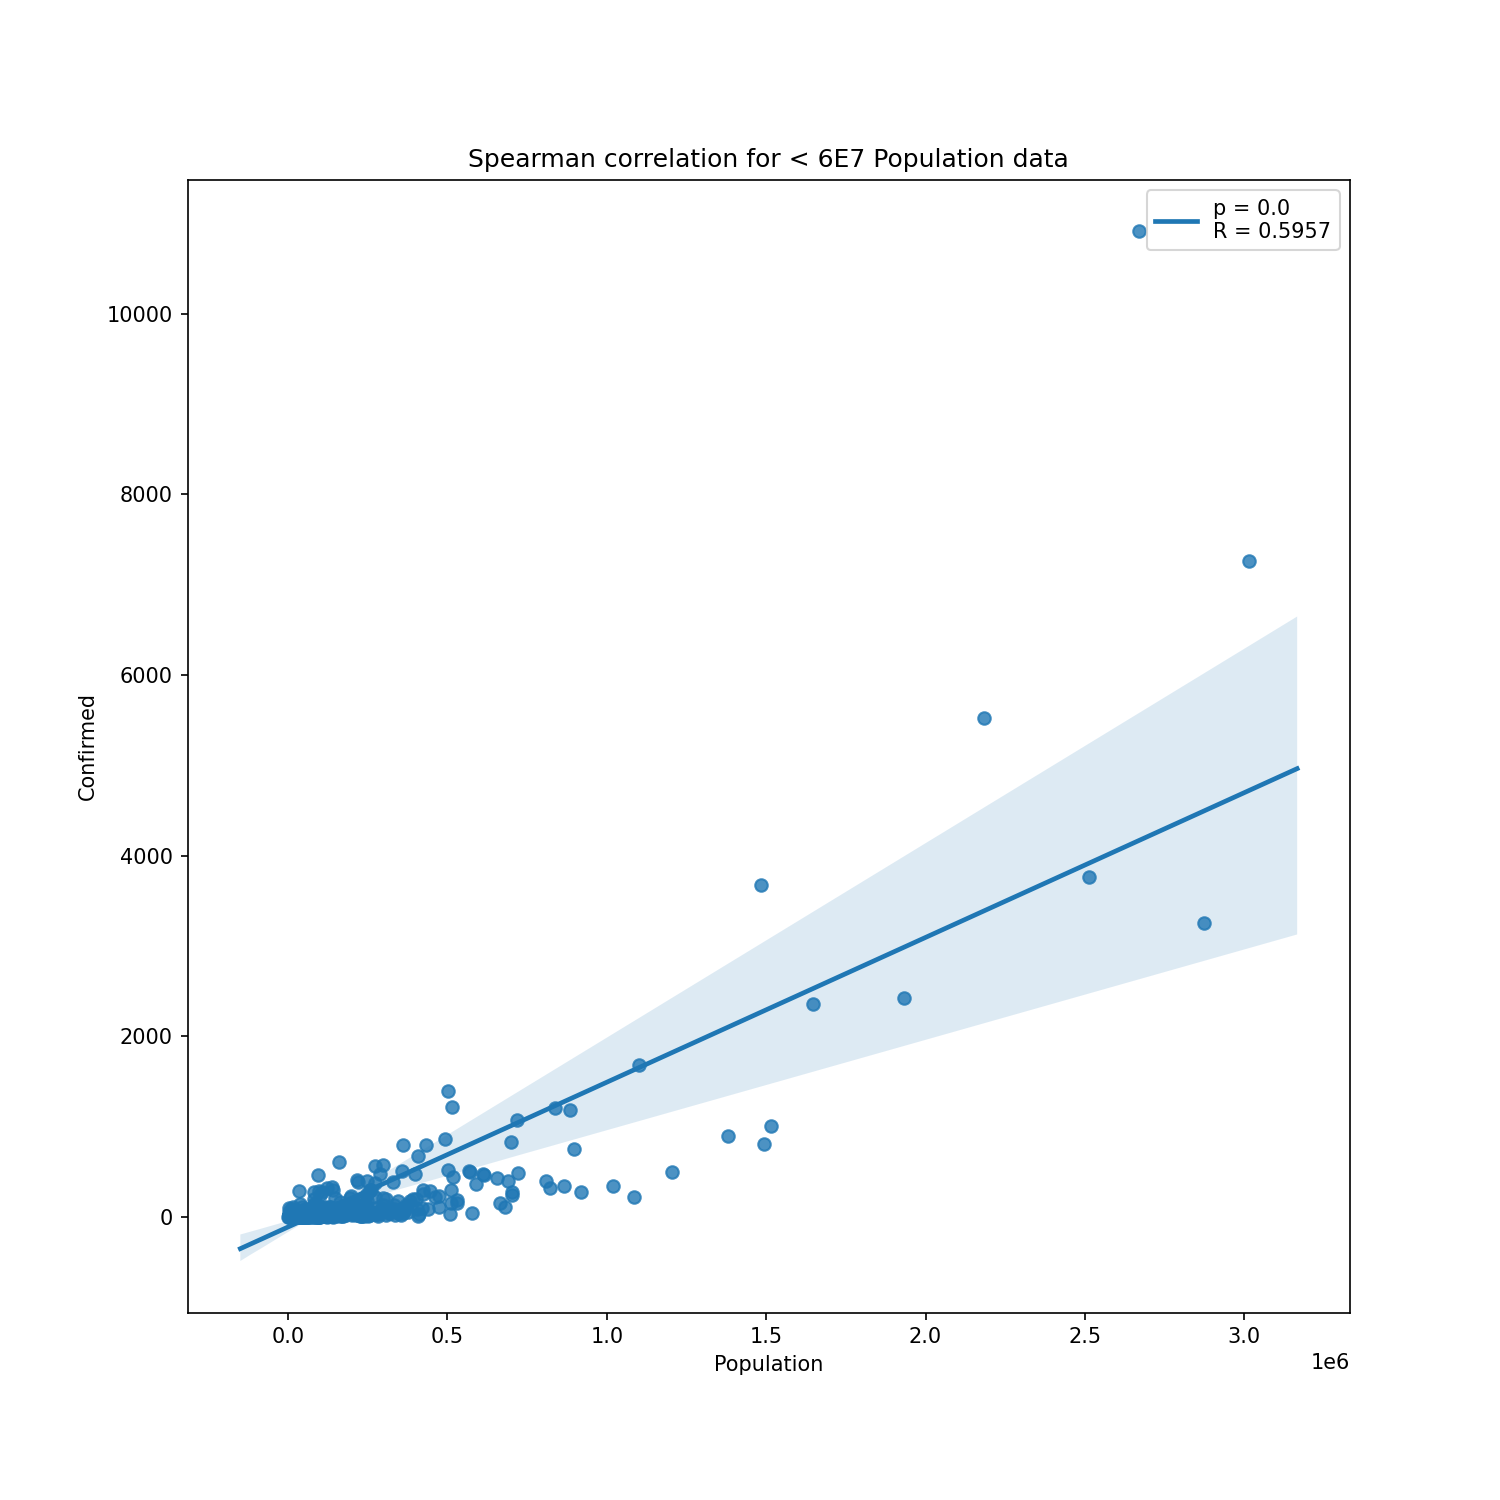 Spearman correlation for < 6E7 Population data
p = 0.0
R = 0.5957
10000
8000
6000
4000
2000
0
Confirmed
0.0 0.5 1.0 1.5 2.0 2.5 3.0
1e6
Population